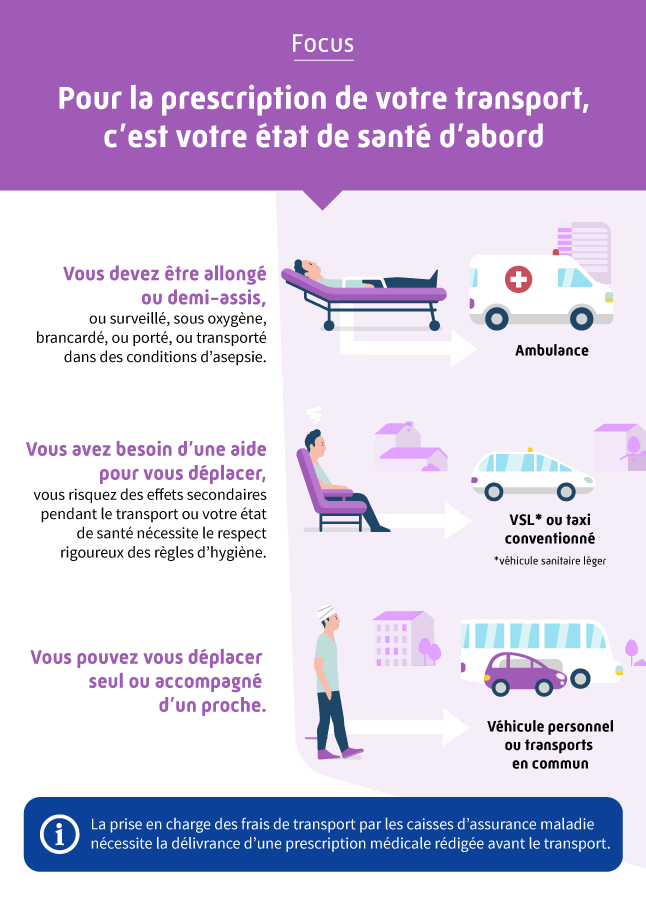 Focus
Pour la prescription de votre transport,
c’est votre état de santé d’abord
Vous devez être allongé
ou demi-assis,
ou surveillé, sous oxygène,
brancardé, ou porté, ou transporté
dans des conditions d’asepsie.
Ambulance
Vous avez besoin d’une aide
pour vous déplacer,
vous risquez des effets secondaires
pendant le transport ou votre état
de santé nécessite le respect
rigoureux des règles d’hygiène.
VSL* ou taxi
conventionné
*véhicule sanitaire léger
Vous pouvez vous déplacer
seul ou accompagné
d’un proche.
Véhicule personnel
ou transports
en commun
i
La prise en charge des frais de transport par les caisses d’assurance maladie
nécessite la délivrance d’une prescription médicale rédigée avant le transport.